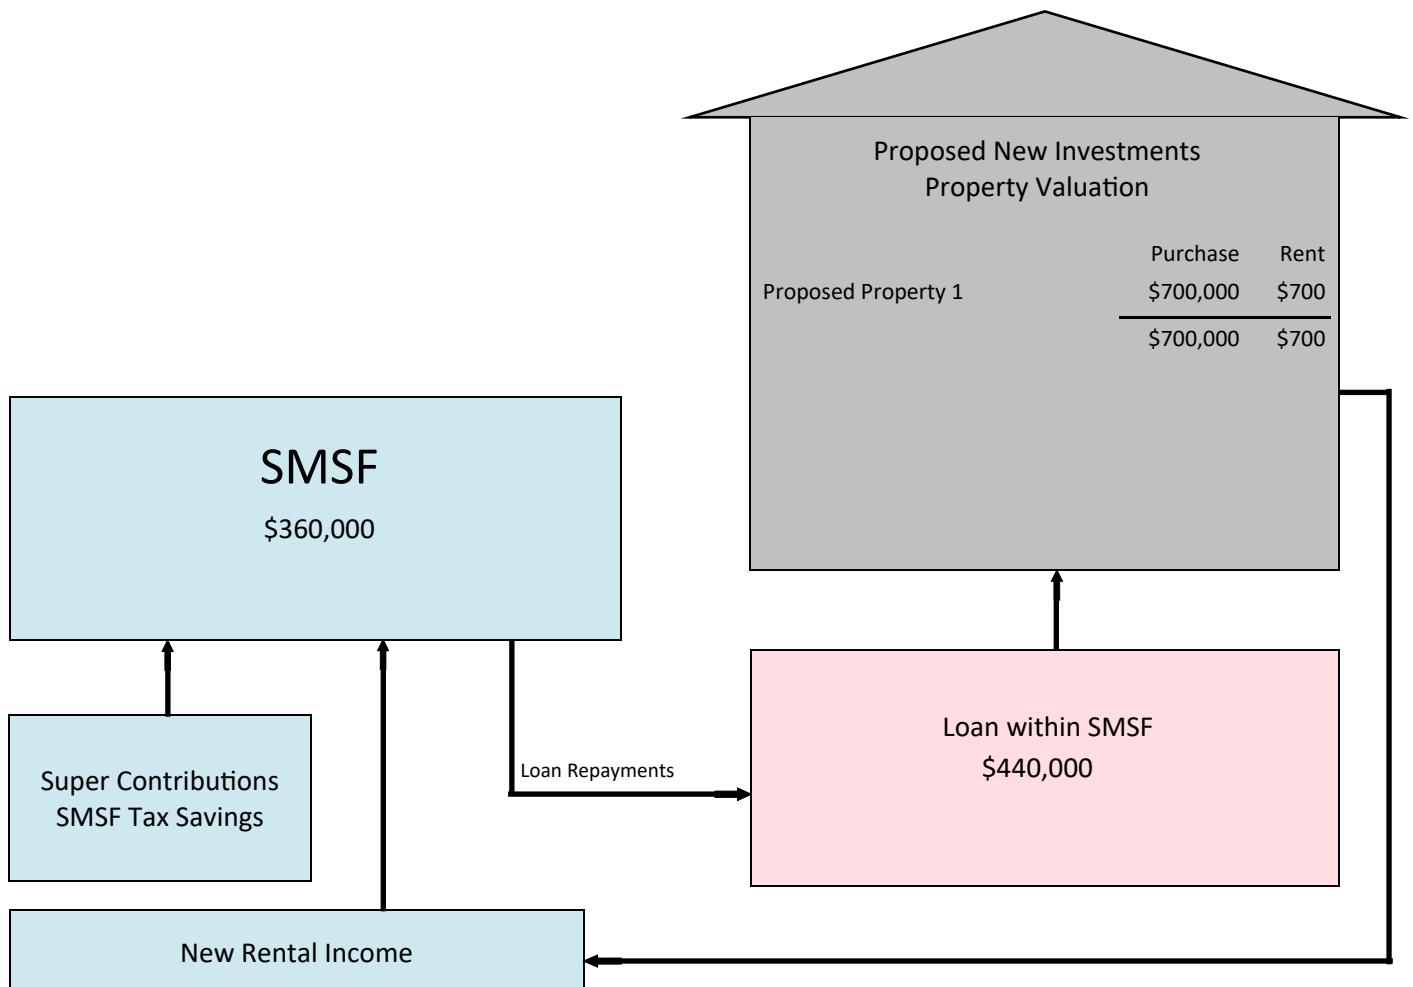 Proposed New Investments
Property Valuation
Purchase Rent
Proposed Property 1 $700,000 $700
$700,000 $700
SMSF
$360,000
Super Contributions
SMSF Tax Savings
Loan Repayments
Loan within SMSF
$440,000
New Rental Income